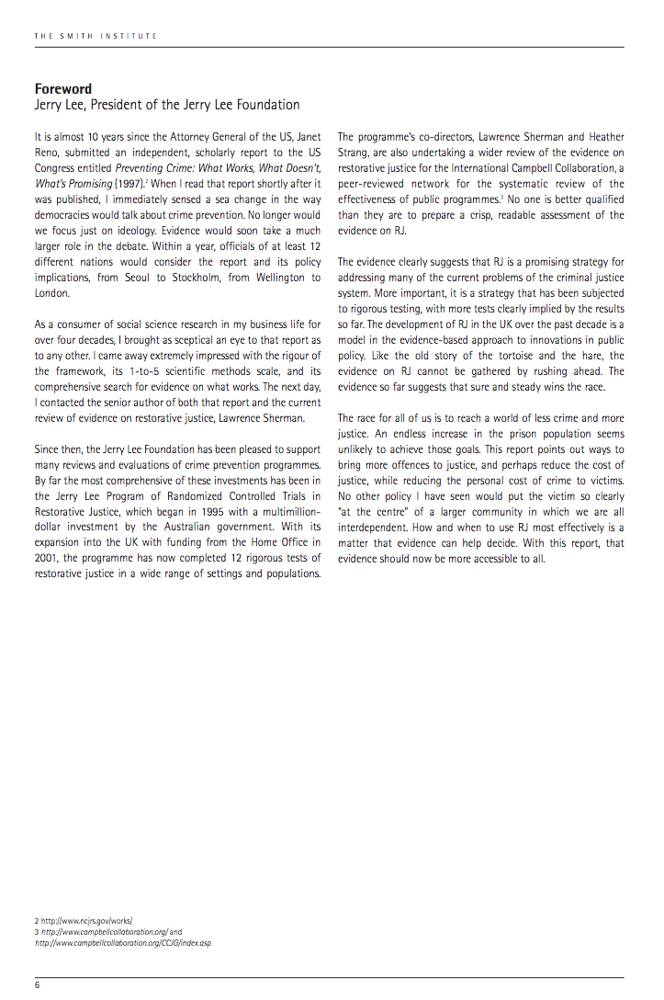 THE SMITH INSTITUTE
Foreword
Jerry Lee, President of the Jerry Lee Foundation
It is almost 10 years since the Attorney General of the US, Janet
Reno, submitted an independent, scholarly report to the US
Congress entitled Preventing Crime: What Works, What Doesn't,
What's Promising (1997).2 When I read that report shortly after it
was published, I immediately sensed a sea change in the way
democracies would talk about crime prevention. No longer would
we focus just on ideology. Evidence would soon take a much
larger role in the debate. Within a year, officials of at least 12
different nations would consider the report and its policy
implications, from Seoul to Stockholm, from Wellington to
London.
As a consumer of social science research in my business life for
over four decades, I brought as sceptical an eye to that report as
to any other. I came away extremely impressed with the rigour of
the framework, its 1-to-5 scientific methods scale, and its
comprehensive search for evidence on what works. The next day,
I contacted the senior author of both that report and the current
review of evidence on restorative justice, Lawrence Sherman.
Since then, the Jerry Lee Foundation has been pleased to support
many reviews and evaluations of crime prevention programmes.
By far the most comprehensive of these investments has been in
the Jerry Lee Program of Randomized Controlled Trials in
Restorative Justice, which began in 1995 with a multimillion-
dollar investment by the Australian government. With its
expansion into the UK with funding from the Home Office in
2001, the programme has now completed 12 rigorous tests of
restorative justice in a wide range of settings and populations.
The programme's co-directors, Lawrence Sherman and Heather
Strang, are also undertaking a wider review of the evidence on
restorative justice for the International Campbell Collaboration, a
peer-reviewed network for the systematic review of the
effectiveness of public programmes.3 No one is better qualified
than they are to prepare a crisp, readable assessment of the
evidence on RJ.
The evidence clearly suggests that RJ is a promising strategy for
addressing many of the current problems of the criminal justice
system. More important, it is a strategy that has been subjected
to rigorous testing, with more tests clearly implied by the results
so far. The development of RJ in the UK over the past decade is a
model in the evidence-based approach to innovations in public
policy. Like the old story of the tortoise and the hare, the
evidence on RJ cannot be gathered by rushing ahead. The
evidence so far suggests that sure and steady wins the race.
The race for all of us is to reach a world of less crime and more
justice. An endless increase in the prison population seems
unlikely to achieve those goals. This report points out ways to
bring more offences to justice, and perhaps reduce the cost of
justice, while reducing the personal cost of crime to victims.
No other policy I have seen would put the victim so clearly
"at the centre" of a larger community in which we are all
interdependent. How and when to use RJ most effectively is a
matter that evidence can help decide. With this report, that
evidence should now be more accessible to all.
2 http://www.ncjrs.gov/works/
3 http://www.campbellcollaboration.org/ and
http://www.campbellcollaboration.org/CCJG/index.asp
6